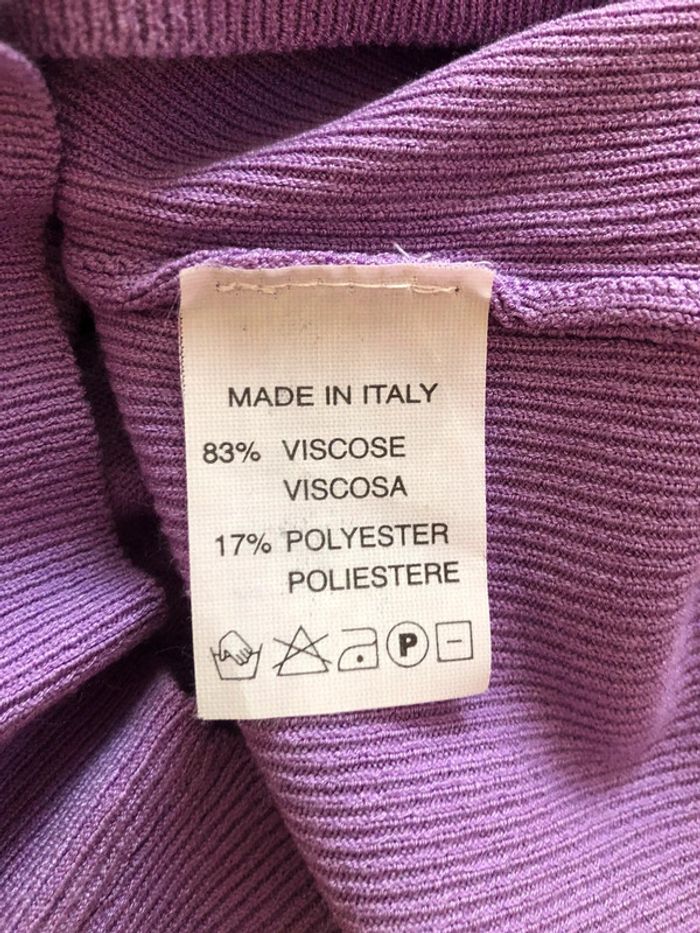 MADE IN ITALY
83% VISCOSE
VISCOSA
17% POLYESTER
POLIESTERE
P